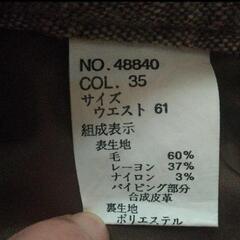 NO. 48840
COL. 35
サイズ
ウエスト 61
組成表示
表生地
毛 60%
レーヨン 37%
ナイロン 3%
パイピング部分
合成皮革
裏生地
ポリエステル